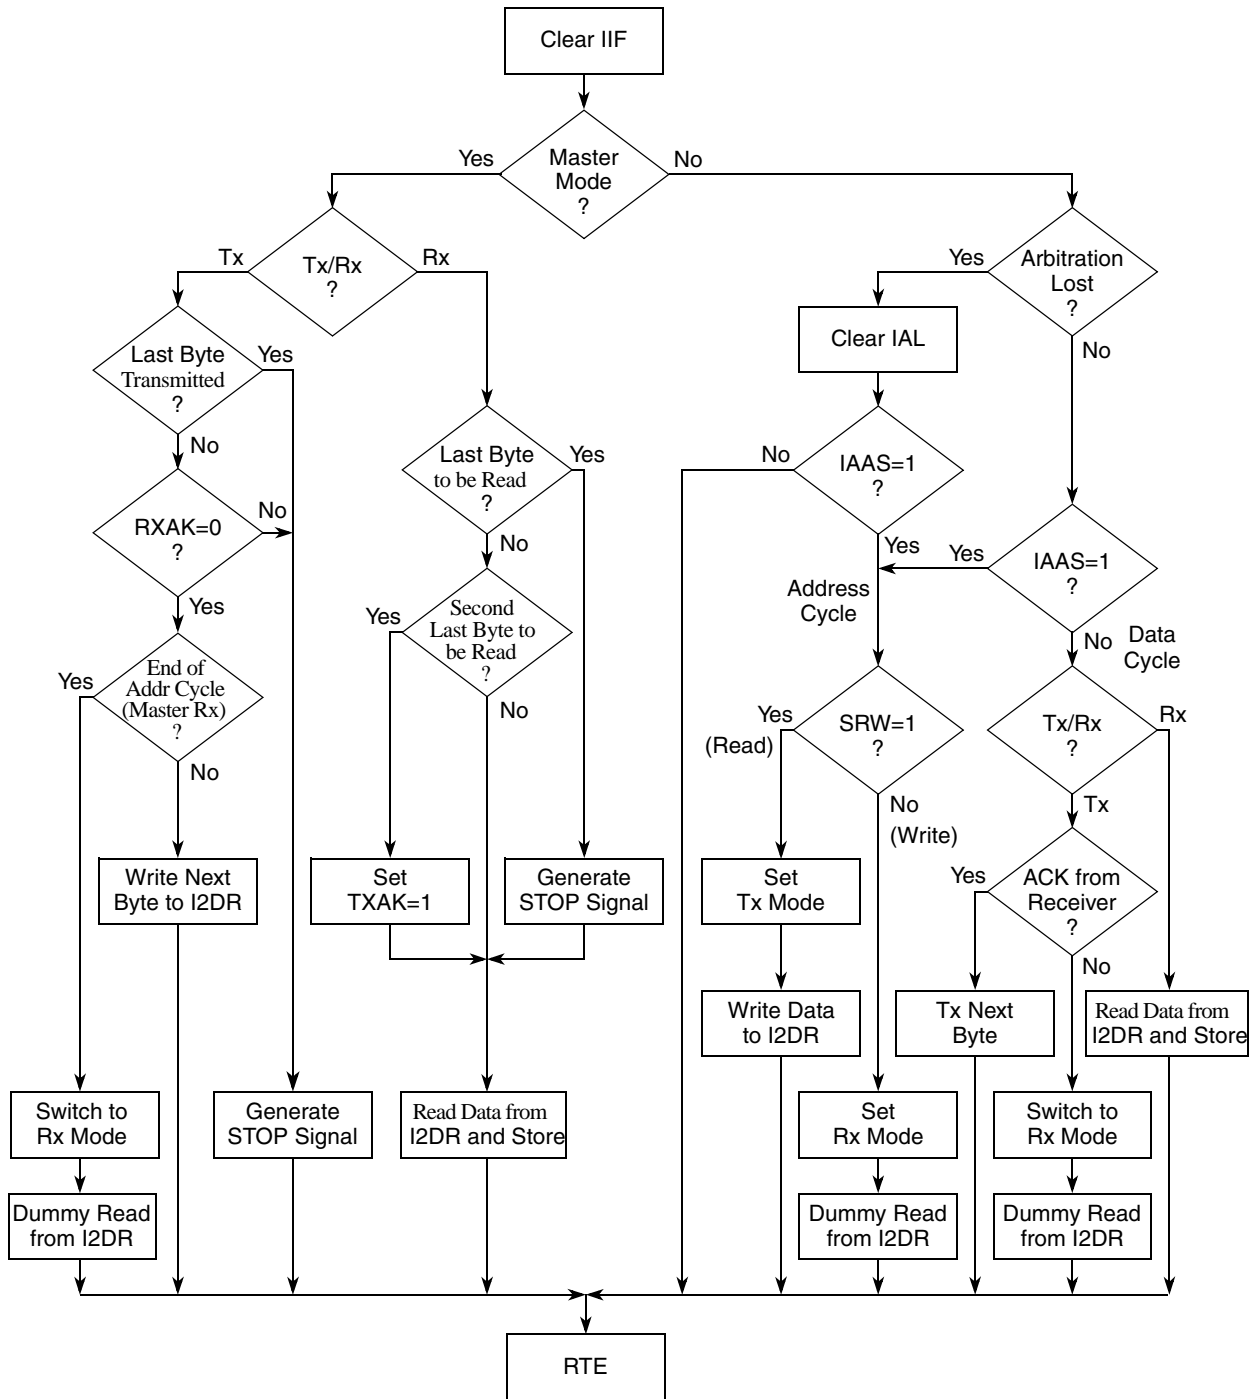 Clear IIF
Yes
Master
Mode
?
No
Tx
Tx/Rx
?
Rx
Yes
Arbitration
Lost
?
No
Clear IAL
Last Byte
Transmitted
?
Yes
No
Last Byte
to be Read
?
Yes
No
No
IAAS=1
?
Yes
RXAK=0
?
No
Yes
Yes
IAAS=1
?
Address
Cycle
No
Data
Cycle
Yes
Second
Last Byte to
be Read
?
No
Yes
End of
Addr Cycle
(Master Rx)
?
No
Yes
(Read)
SRW=1
?
No
(Write)
Tx/Rx
?
Rx
Tx
Write Next
Byte to I2DR
Set
TXAK=1
Generate
STOP Signal
Set
Tx Mode
Yes
ACK from
Receiver
?
No
Write Data
to I2DR
Tx Next
Byte
Read Data from
I2DR and Store
Switch to
Rx Mode
Generate
STOP Signal
Read Data from
I2DR and Store
Set
Rx Mode
Switch to
Rx Mode
Dummy Read
from I2DR
Dummy Read
from I2DR
Dummy Read
from I2DR
RTE